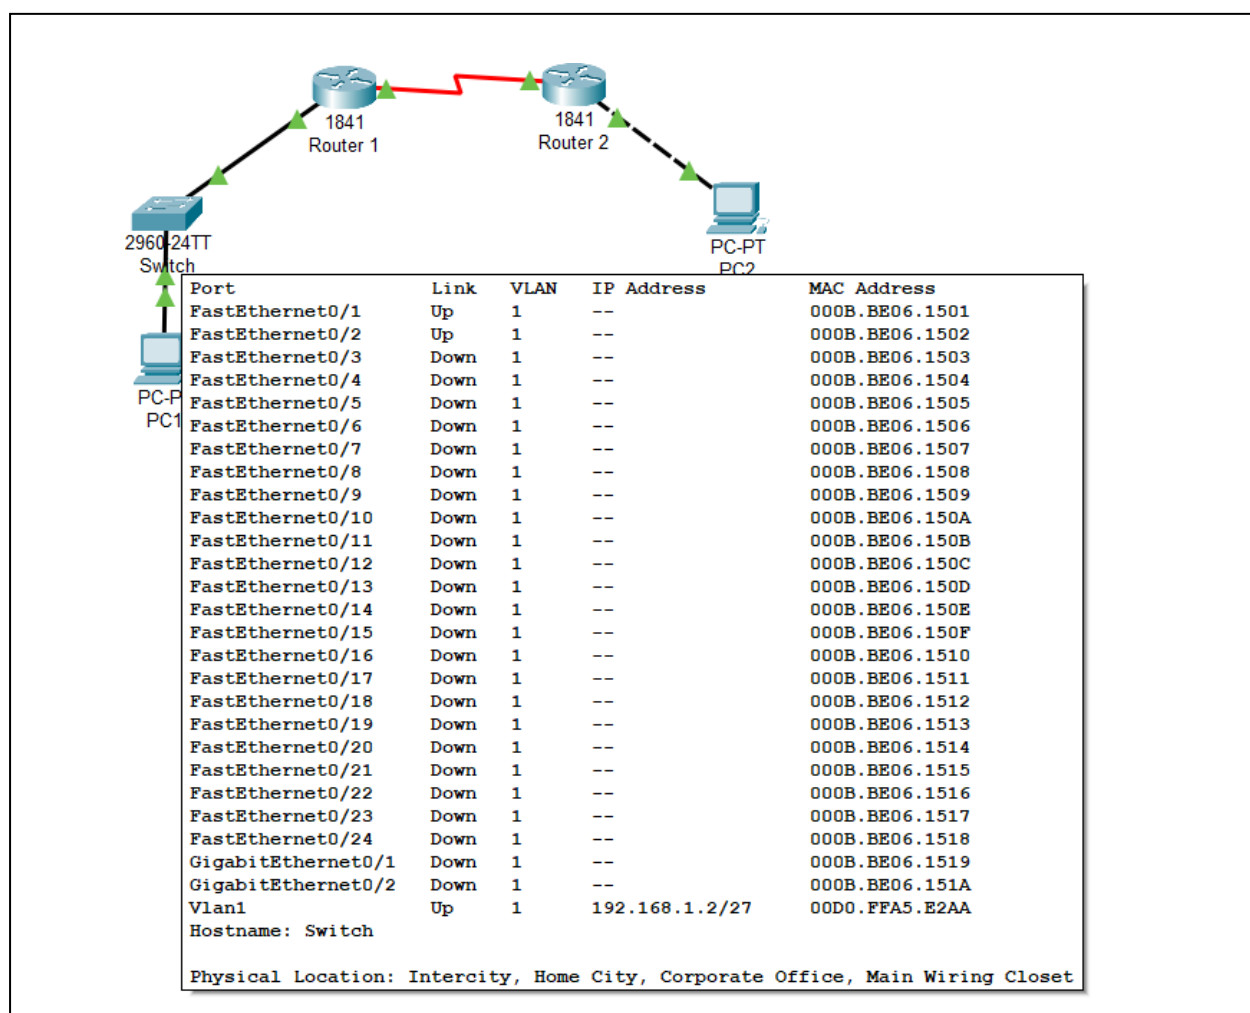 1841
Router 1
1841
Router 2
2960-24TT
Switch
PC-PT
PC2
PC-P
PC1
Port Link VLAN IP Address MAC Address
FastEthernet0/1 Up 1 -- 000B.BE06.1501
FastEthernet0/2 Up 1 -- 000B.BE06.1502
FastEthernet0/3 Down 1 -- 000B.BE06.1503
FastEthernet0/4 Down 1 -- 000B.BE06.1504
FastEthernet0/5 Down 1 -- 000B.BE06.1505
FastEthernet0/6 Down 1 -- 000B.BE06.1506
FastEthernet0/7 Down 1 -- 000B.BE06.1507
FastEthernet0/8 Down 1 -- 000B.BE06.1508
FastEthernet0/9 Down 1 -- 000B.BE06.1509
FastEthernet0/10 Down 1 -- 000B.BE06.150A
FastEthernet0/11 Down 1 -- 000B.BE06.150B
FastEthernet0/12 Down 1 -- 000B.BE06.150C
FastEthernet0/13 Down 1 -- 000B.BE06.150D
FastEthernet0/14 Down 1 -- 000B.BE06.150E
FastEthernet0/15 Down 1 -- 000B.BE06.150F
FastEthernet0/16 Down 1 -- 000B.BE06.1510
FastEthernet0/17 Down 1 -- 000B.BE06.1511
FastEthernet0/18 Down 1 -- 000B.BE06.1512
FastEthernet0/19 Down 1 -- 000B.BE06.1513
FastEthernet0/20 Down 1 -- 000B.BE06.1514
FastEthernet0/21 Down 1 -- 000B.BE06.1515
FastEthernet0/22 Down 1 -- 000B.BE06.1516
FastEthernet0/23 Down 1 -- 000B.BE06.1517
FastEthernet0/24 Down 1 -- 000B.BE06.1518
GigabitEthernet0/1 Down 1 -- 000B.BE06.1519
GigabitEthernet0/2 Down 1 -- 000B.BE06.151A
Vlan1 Up 1 192.168.1.2/27 00D0.FFA5.E2AA
Hostname: Switch
Physical Location: Intercity, Home City, Corporate Office, Main Wiring Closet